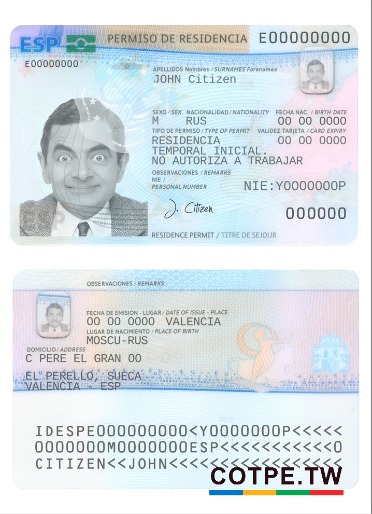 ESP PERMISO DE RESIDENCIA E00000000
E00000000
APELLIDOS Nombres / SURNAMES Forenames
JOHN Citizen
SEXO / SEX NACIONALIDAD/NATIONALITY FECHA NAC. / BIRTH DATE
M RUS 00 00 0000
TIPO DE PERMISO / TYPE OF PERMIT VALIDEZ TARJETA / CARD EXPIRY
RESIDENCIA 00 00 0000
TEMPORAL INICIAL.
NO AUTORIZA A TRABAJAR
OBSERVACIONES / REMARKS
NIE /
PERSONAL NUMBER NIE:Y0000000P
J. Citizen
000000
RESIDENCE PERMIT / TITRE DE SEJOUR
OBSERVACIONES / REMARKS
FECHA DE EMISION - LUGAR / DATE OF ISSUE - PLACE
00 00 0000 VALENCIA
LUGAR DE NACIMIENTO / PLACE OF BIRTH
MOSCU-RUS
DOMICILIO / ADDRESS
C PERE EL GRAN 00
EL PERELLO, SUECA
VALENCIA - ESP
IDESPE000000000<Y0000000P<<<<<
0000000M0000000ESP<<<<<<<<<<<0
CITIZEN<<JOHN<<<<<<<<<<<<<<<<<
COTPE.TW